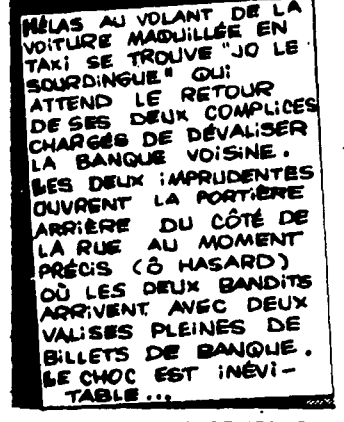 HÉLAS AU VOLANT DE LA
VOITURE MAQUILLÉE EN
TAXI SE TROUVE "JO LE
SOURDINGUE" QUI
ATTEND LE RETOUR
DE SES DEUX COMPLICES
CHARGÉS DE DÉVALISER
LA BANQUE VOISINE.
LES DEUX IMPRUDENTES
OUVRENT LA PORTIÈRE
ARRIÈRE DU CÔTÉ DE
LA RUE AU MOMENT
PRÉCIS (Ô HASARD)
OÙ LES DEUX BANDITS
ARRIVENT AVEC DEUX
VALISES PLEINES DE
BILLETS DE BANQUE.
LE CHOC EST INÉVI-
TABLE...